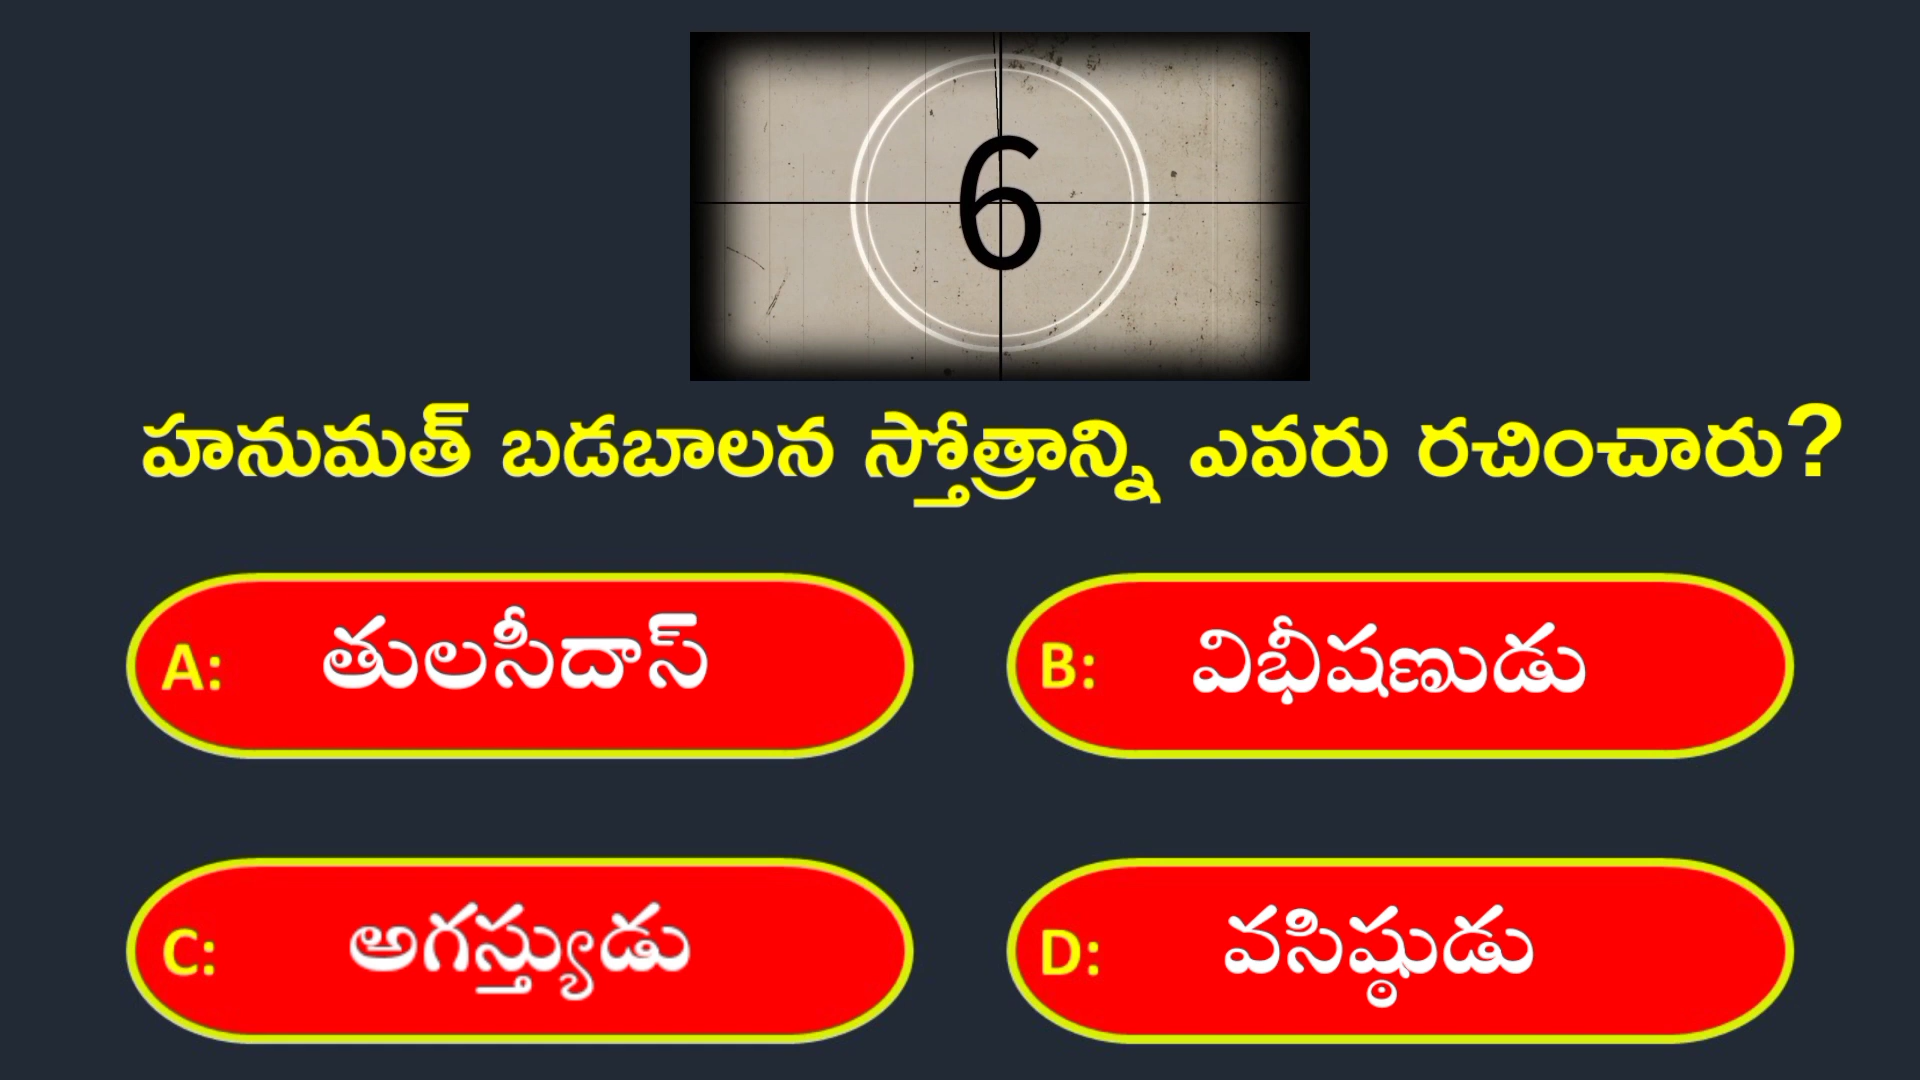 6
హనుమత్ బడబాలన స్తోత్రాన్ని ఎవరు రచించారు?
A: తులసీదాస్
B: విభీషణుడు
C: అగస్త్యుడు
D: వసిష్ఠుడు